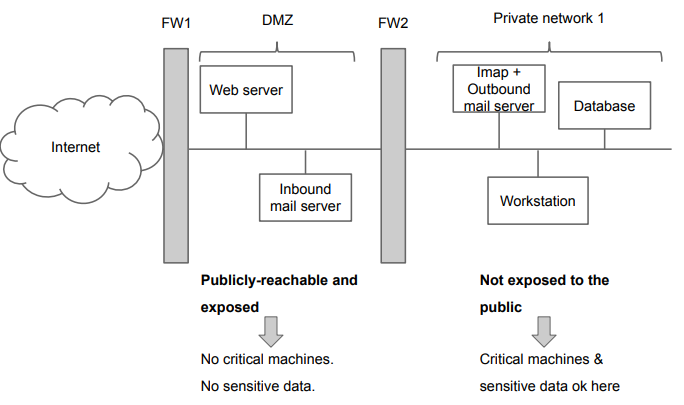 FW1
DMZ
FW2
Private network 1
Internet
Web server
Inbound
mail server
Imap +
Outbound
mail server
Database
Workstation
Publicly-reachable and
exposed
No critical machines.
No sensitive data.
Not exposed to the
public
Critical machines &
sensitive data ok here